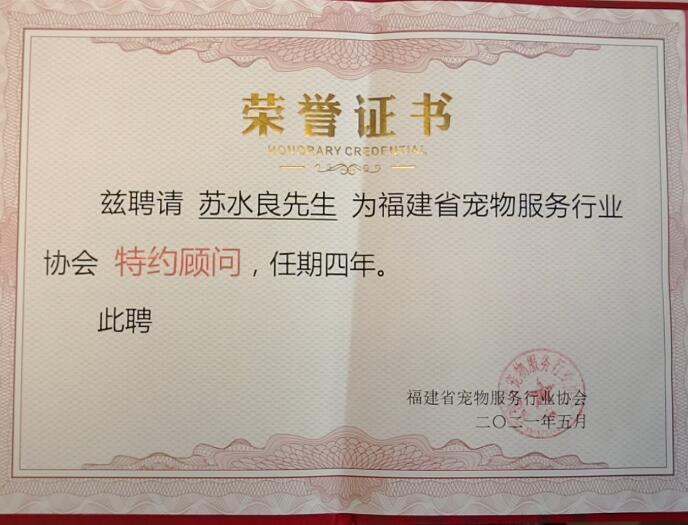 荣誉证书
HONORARY CREDENTIAL
兹聘请 苏水良先生 为福建省宠物服务行业
协会 特约顾问，任期四年。
此聘
福建省宠物服务行业协会
二〇二一年五月